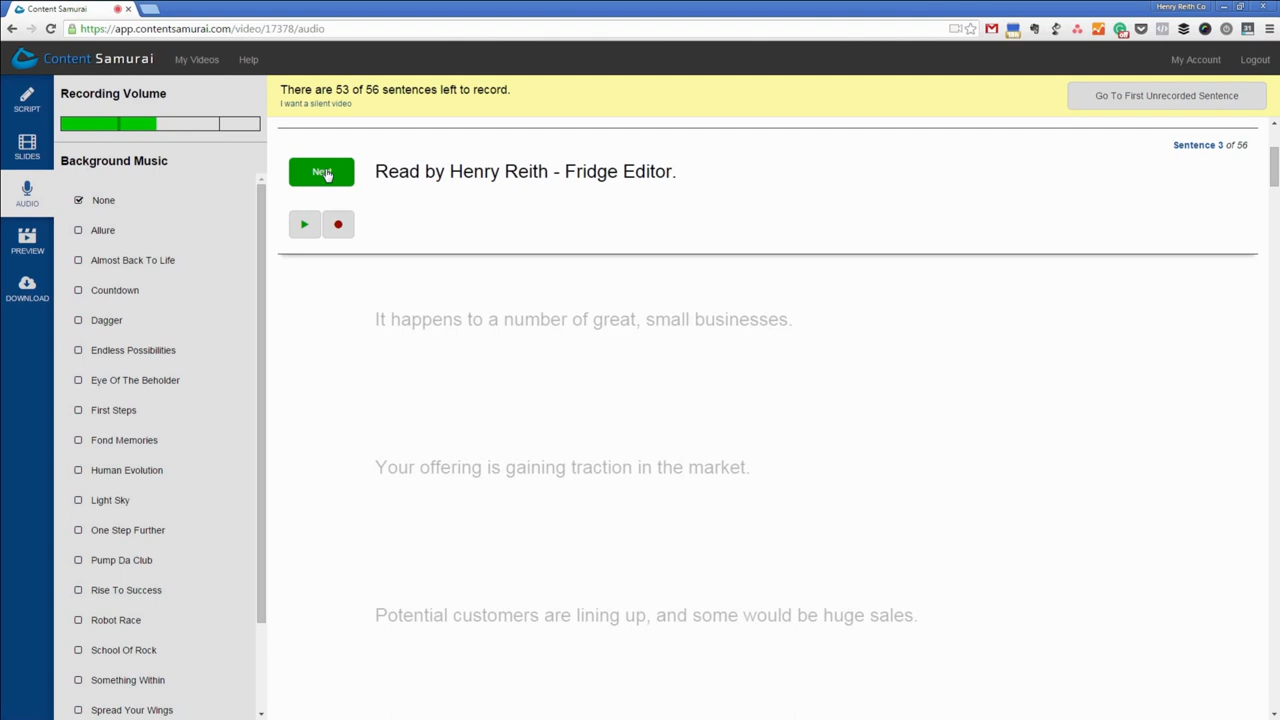 Content Samurai
Henry Reith Co
https://app.contentsamurai.com/video/17378/audio
Content Samurai
My Videos
Help
My Account
Logout
SCRIPT
SLIDES
AUDIO
PREVIEW
DOWNLOAD
Recording Volume
Background Music
None
Allure
Almost Back To Life
Countdown
Dagger
Endless Possibilities
Eye Of The Beholder
First Steps
Fond Memories
Human Evolution
Light Sky
One Step Further
Pump Da Club
Rise To Success
Robot Race
School Of Rock
Something Within
Spread Your Wings
There are 53 of 56 sentences left to record.
I want a silent video
Go To First Unrecorded Sentence
Sentence 3 of 56
Next
Read by Henry Reith - Fridge Editor.
It happens to a number of great, small businesses.
Your offering is gaining traction in the market.
Potential customers are lining up, and some would be huge sales.